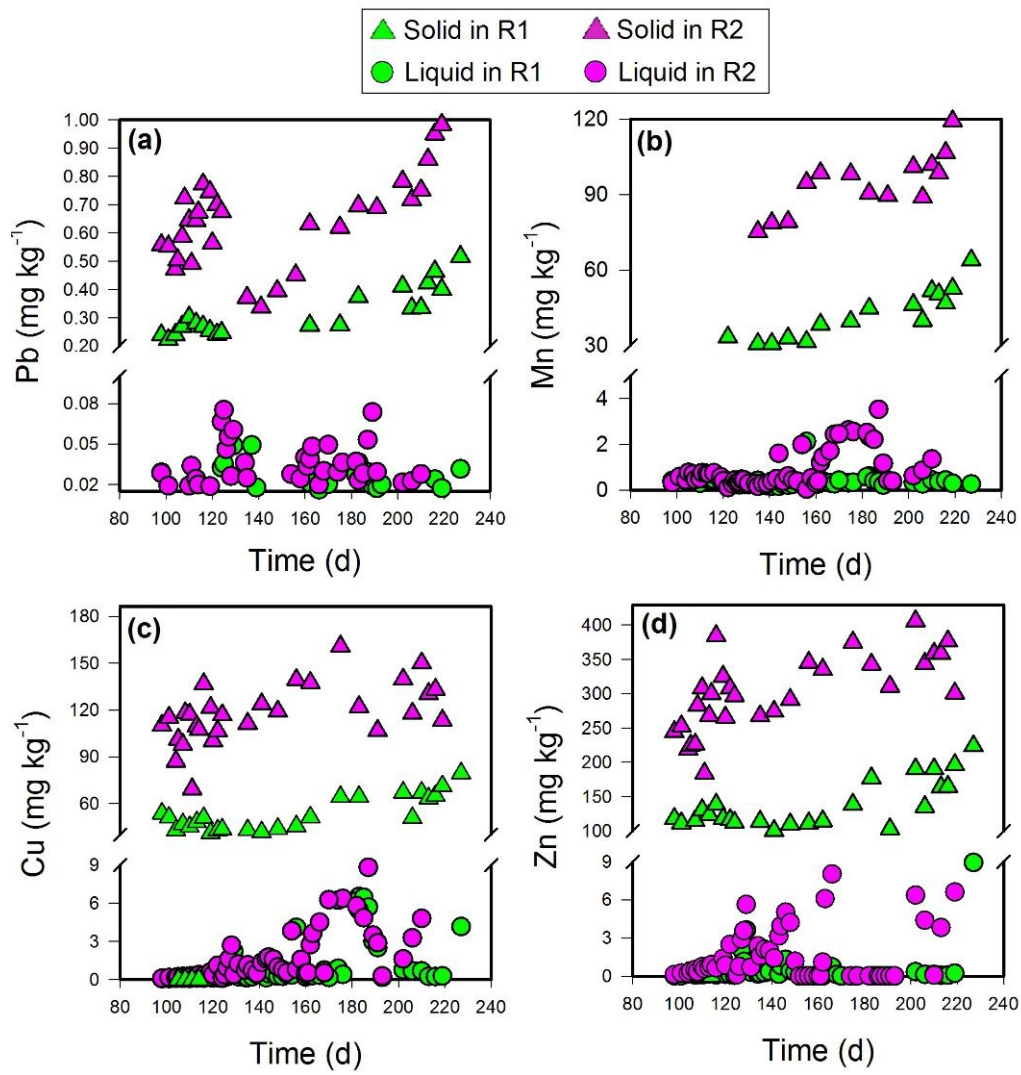 Solid in R1 Solid in R2
Liquid in R1 Liquid in R2
(a)
Pb (mg kg⁻¹)
1.00
0.90
0.80
0.70
0.60
0.50
0.40
0.30
0.20
0.08
0.05
0.02
80 100 120 140 160 180 200 220 240
Time (d)
(b)
Mn (mg kg⁻¹)
120
90
60
30
4
2
0
80 100 120 140 160 180 200 220 240
Time (d)
(c)
Cu (mg kg⁻¹)
180
150
120
90
60
9
6
3
0
80 100 120 140 160 180 200 220 240
Time (d)
(d)
Zn (mg kg⁻¹)
400
350
300
250
200
150
100
9
6
3
0
80 100 120 140 160 180 200 220 240
Time (d)